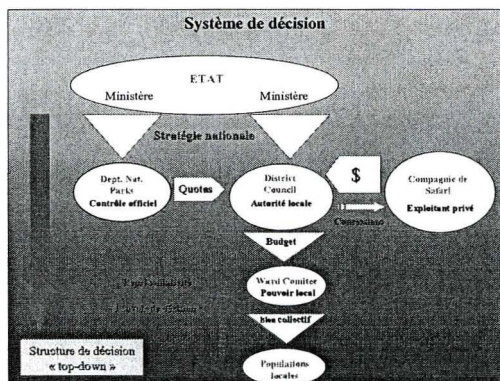 Système de décision
ETAT
Ministère
Ministère
Stratégie nationale
Dept. Nat.
Parks
Contrôle officiel
Quotas
District
Council
Autorité locale
$
Compagnie de
Safari
Exploitant privé
Budget
Ward Comitee
Pouvoir local
bien collectif
Populations
locales
Structure de décision
« top-down »